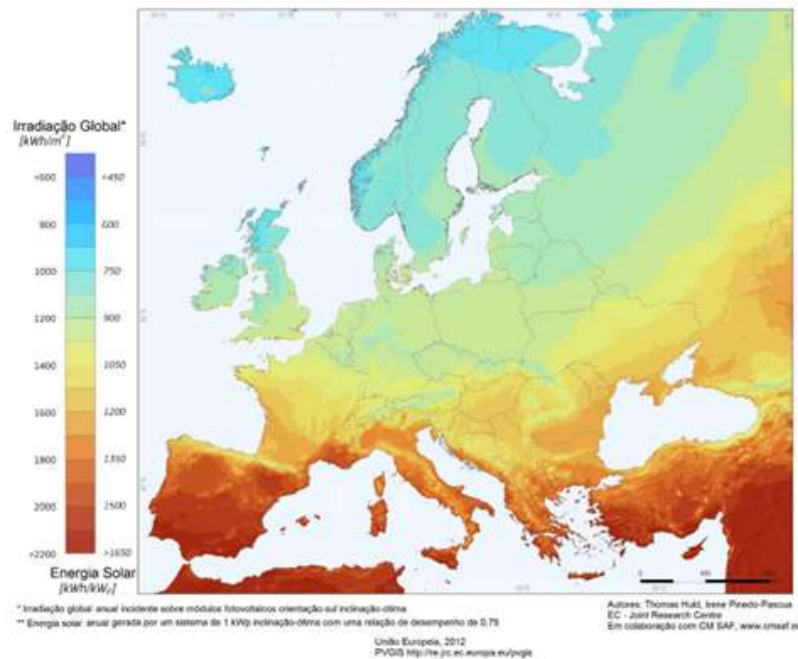 Irradiação Global*
[kWh/m²]
<600 <450
800 600
1000 750
1200 900
1400 1050
1600 1200
1800 1350
2000 1500
>2200 >1650
Energia Solar
[kWh/kWp]
* Irradiação global anual incidente sobre módulos fotovoltaicos orientação-sul inclinação-ótima
** Energia solar anual gerada por um sistema de 1 kWp inclinação-ótima com uma relação de desempenho de 0,75
Autores: Thomas Huld, Irene Pinedo-Pascua
EC - Joint Research Centre
Em colaboração com CM SAF, www.cmsaf.e
União Europeia, 2012
PVGIS http://re.jrc.ec.europa.eu/pvgis